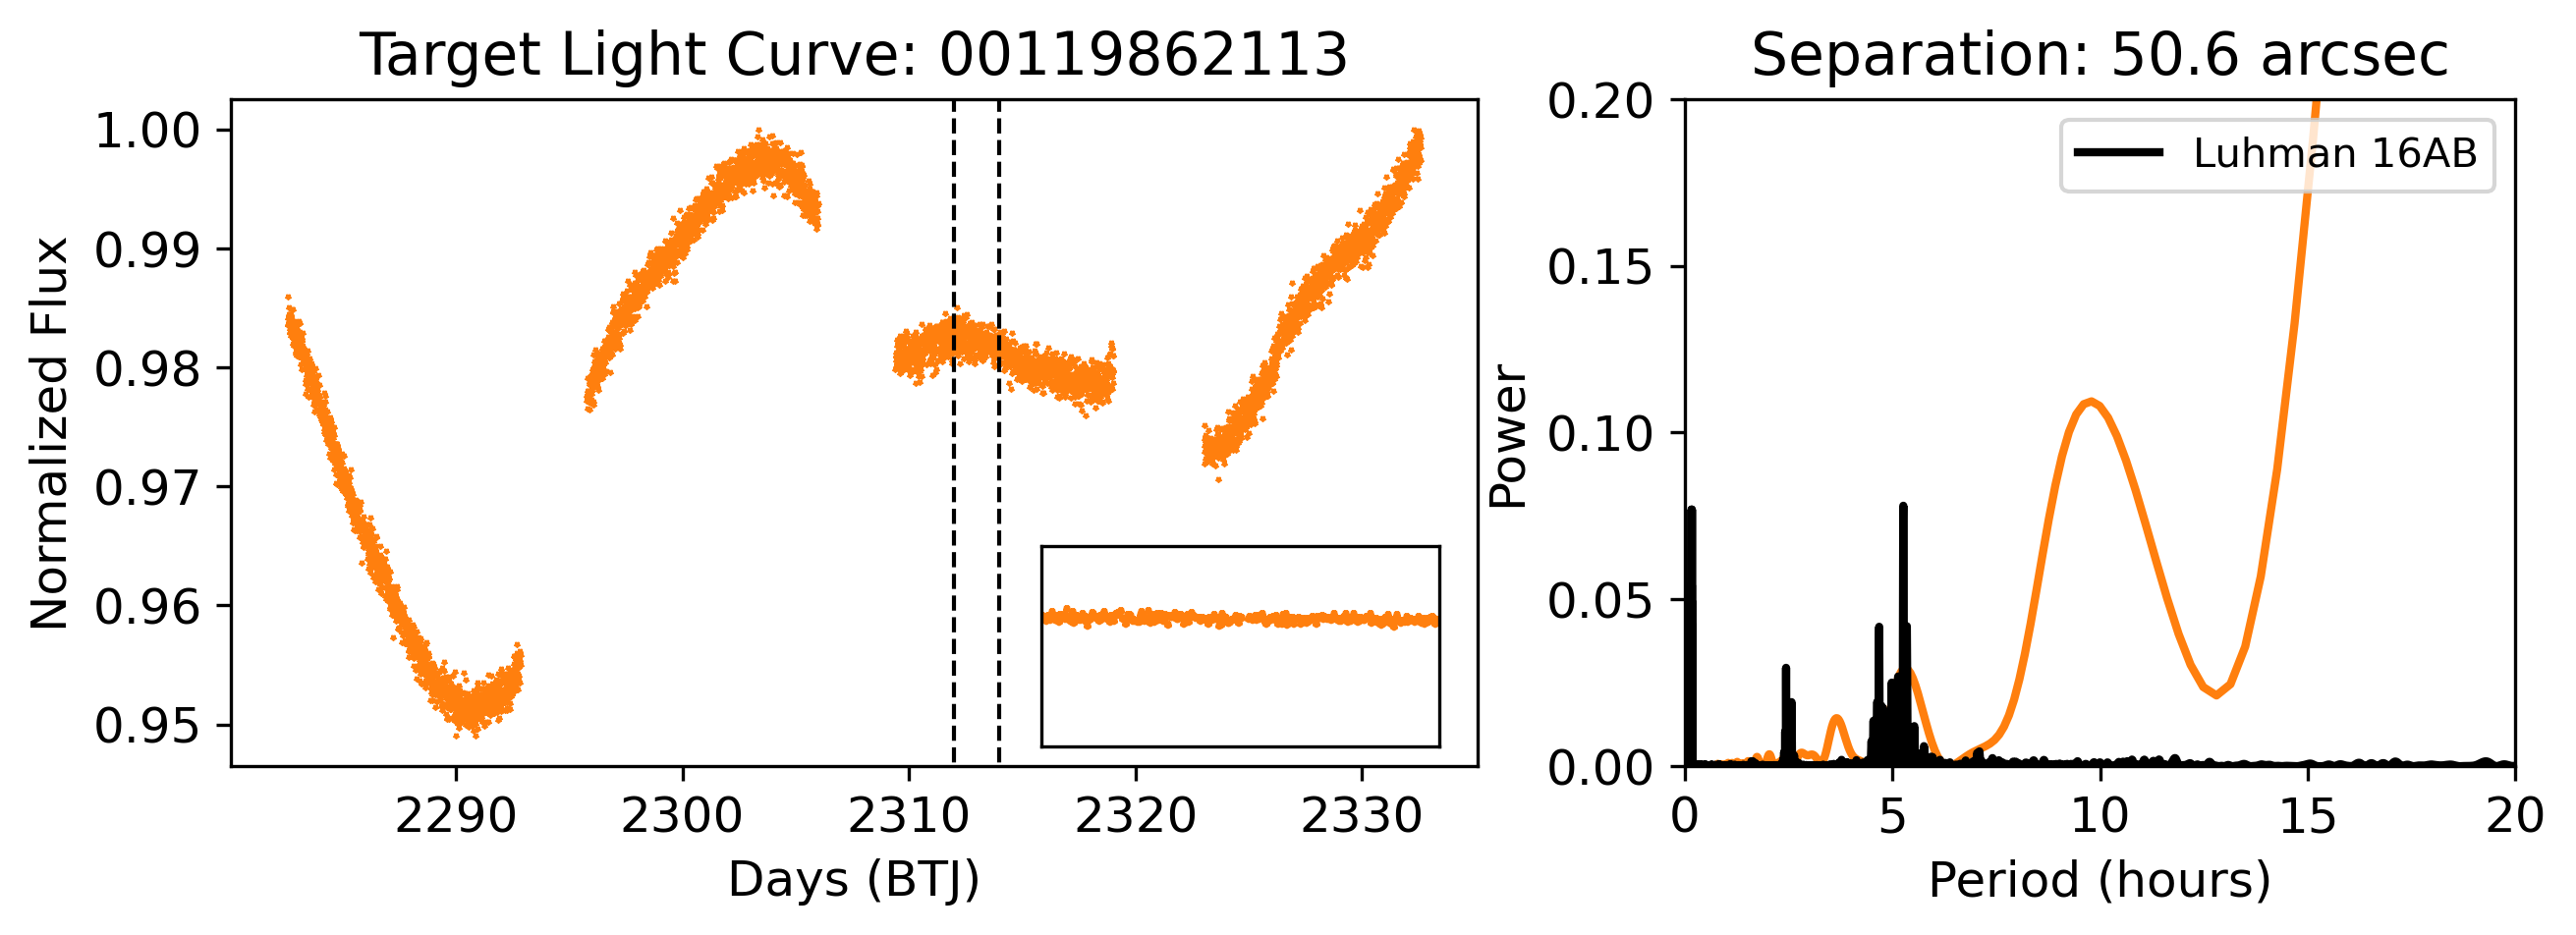 Target Light Curve: 00119862113
Normalized Flux
1.00
0.99
0.98
0.97
0.96
0.95
2290 2300 2310 2320 2330
Days (BTJ)
Separation: 50.6 arcsec
Power
0.20
0.15
0.10
0.05
0.00
Luhman 16AB
0 5 10 15 20
Period (hours)